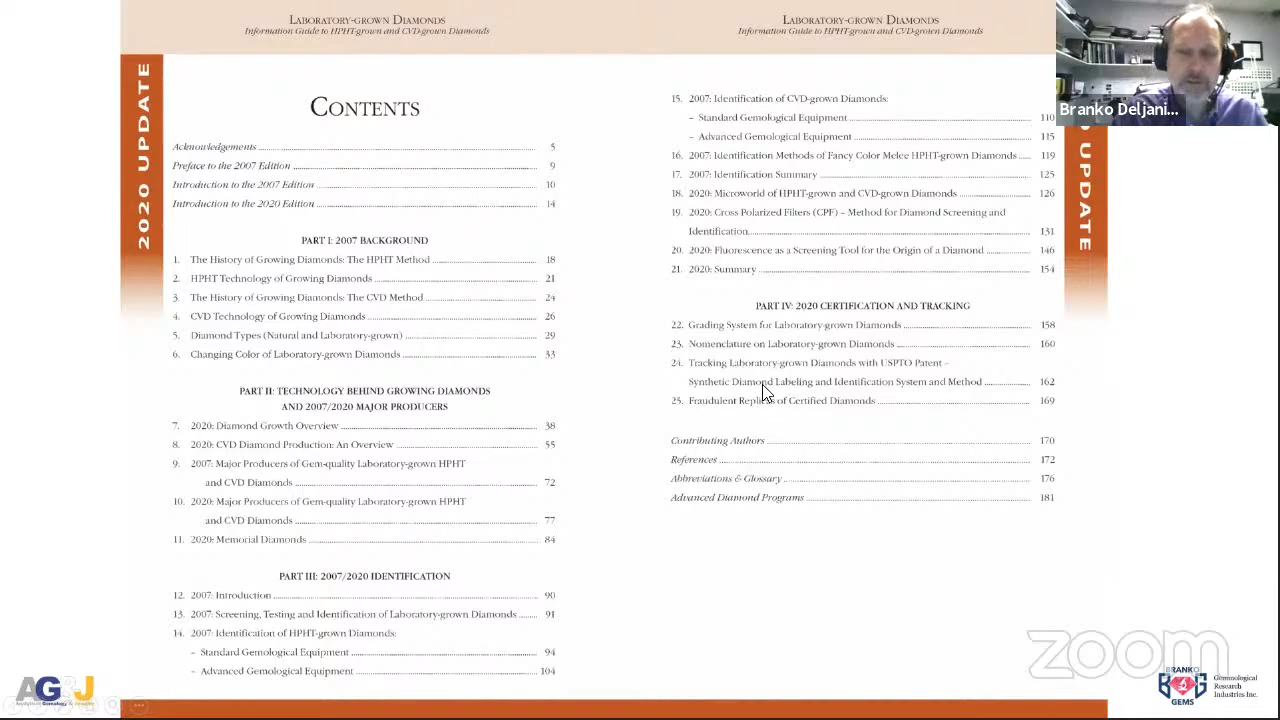 LABORATORY-GROWN DIAMONDS
Information Guide to HPHT-grown and CVD-grown Diamonds
2020 UPDATE
CONTENTS
Acknowledgements 5
Preface to the 2007 Edition 9
Introduction to the 2007 Edition 10
Introduction to the 2020 Edition 14
PART I: 2007 BACKGROUND
1. The History of Growing Diamonds: The HPHT Method 18
2. HPHT Technology of Growing Diamonds 21
3. The History of Growing Diamonds: The CVD Method 24
4. CVD Technology of Growing Diamonds 26
5. Diamond Types (Natural and Laboratory-grown) 29
6. Changing Color of Laboratory-grown Diamonds 33
PART II: TECHNOLOGY BEHIND GROWING DIAMONDS
AND 2007/2020 MAJOR PRODUCERS
7. 2020: Diamond Growth Overview 38
8. 2020: CVD Diamond Production: An Overview 55
9. 2007: Major Producers of Gem-quality Laboratory-grown HPHT
and CVD Diamonds 72
10. 2020: Major Producers of Gem-quality Laboratory-grown HPHT
and CVD Diamonds 77
11. 2020: Memorial Diamonds 84
PART III: 2007/2020 IDENTIFICATION
12. 2007: Introduction 90
13. 2007: Screening, Testing and Identification of Laboratory-grown Diamonds 91
14. 2007: Identification of HPHT-grown Diamonds:
– Standard Gemological Equipment 94
– Advanced Gemological Equipment 104
LABORATORY-GROWN DIAMONDS
Information Guide to HPHT-grown and CVD-grown Diamonds
15. 2007: Identification of CVD-grown Diamonds:
– Standard Gemological Equipment 110
– Advanced Gemological Equipment 115
16. 2007: Identification Methods of Fancy Color Melee HPHT-grown Diamonds 119
17. 2007: Identification Summary 125
18. 2020: Microworld of HPHT-grown and CVD-grown Diamonds 126
19. 2020: Cross Polarized Filters (CPF) – Method for Diamond Screening and
Identification 131
20. 2020: Fluorescence as a Screening Tool for the Origin of a Diamond 146
21. 2020: Summary 154
PART IV: 2020 CERTIFICATION AND TRACKING
22. Grading System for Laboratory-grown Diamonds 158
23. Nomenclature on Laboratory-grown Diamonds 160
24. Tracking Laboratory-grown Diamonds with USPTO Patent –
Synthetic Diamond Labeling and Identification System and Method 162
25. Fraudulent Replicas of Certified Diamonds 169
Contributing Authors 170
References 172
Abbreviations & Glossary 176
Advanced Diamond Programs 181
UPDATE
Branko Deljani...
zoom
AG&J
BRANKO
GEMS
Gemmological
Research
Industries Inc.